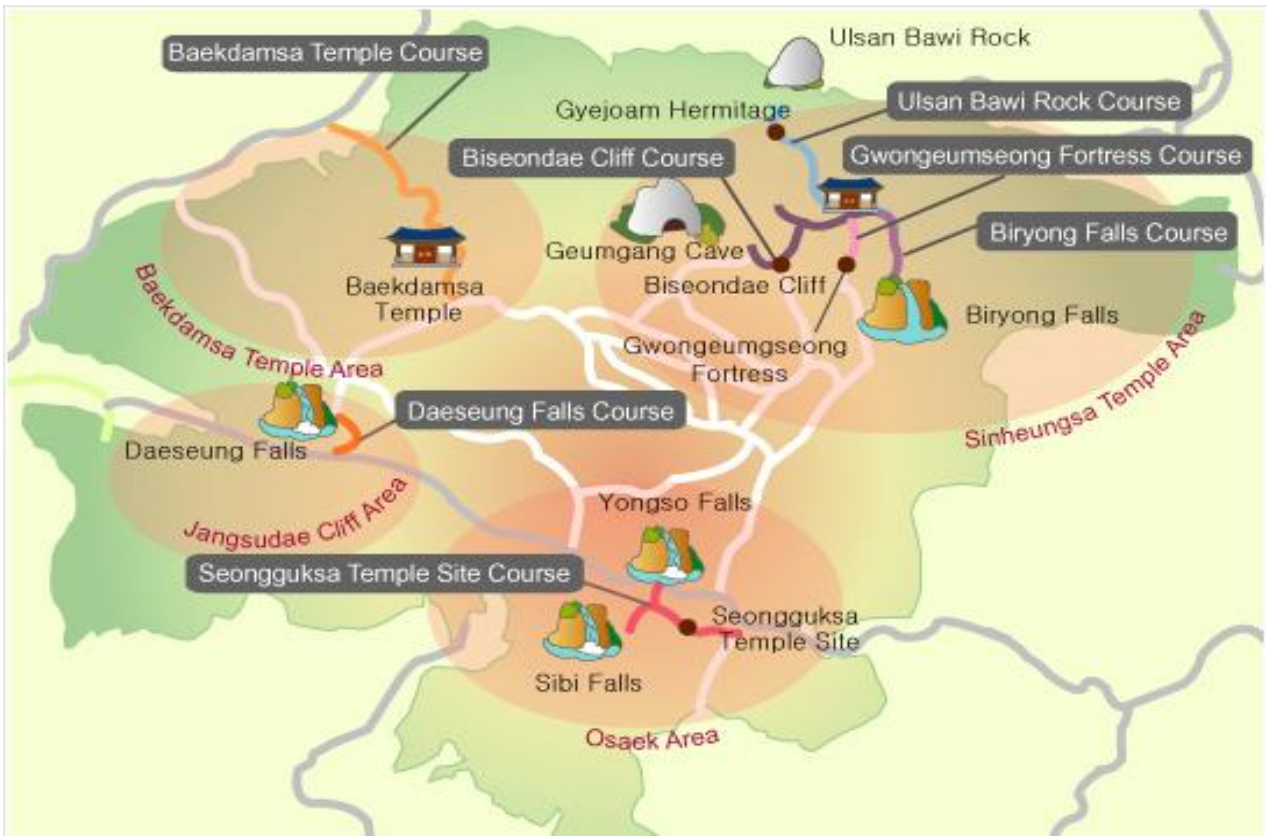 Baekdamsa Temple Course
Ulsan Bawi Rock
Gyejoam Hermitage
Ulsan Bawi Rock Course
Biseondae Cliff Course
Gwongeumseong Fortress Course
Geumgang Cave
Biryong Falls Course
Baekdamsa
Temple
Biseondae Cliff
Biryong Falls
Gwongeumgseong
Fortress
Baekdamsa Temple Area
Sinheungsa Temple Area
Daeseung Falls Course
Daeseung Falls
Jangsudae Cliff Area
Yongso Falls
Seongguksa Temple Site Course
Seongguksa
Temple Site
Sibi Falls
Osaek Area